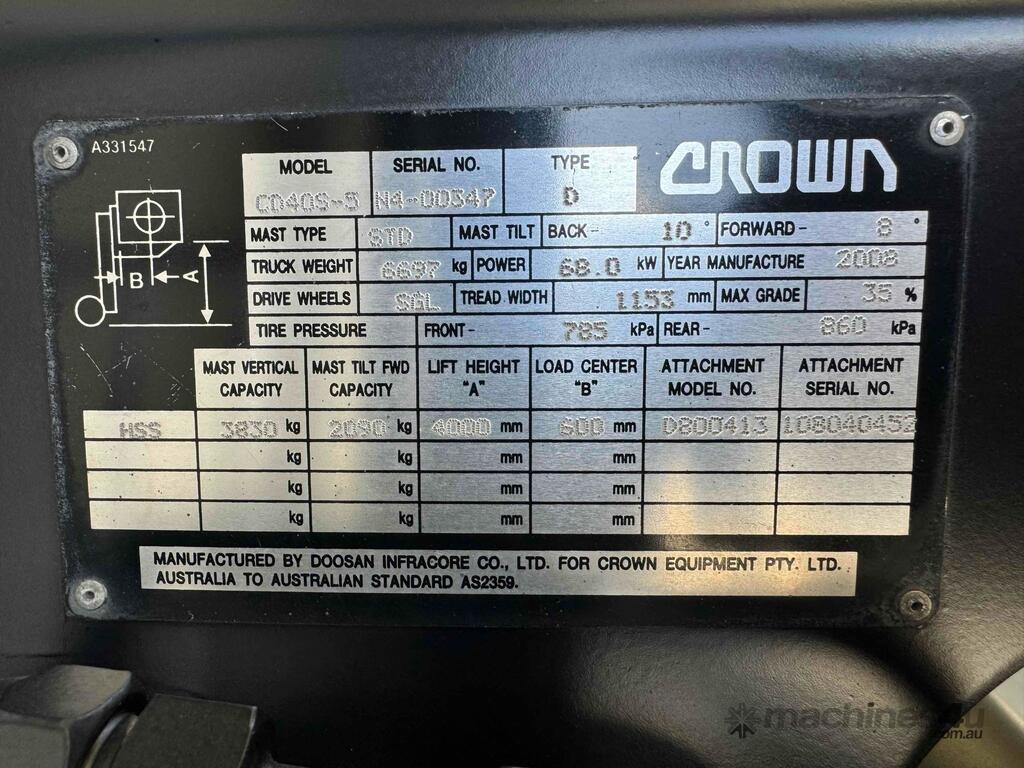 A331547
MODEL SERIAL NO. TYPE CROWN
CD40S-5 N4-00347 D
MAST TYPE STD MAST TILT BACK- 10 ° FORWARD- 8 °
TRUCK WEIGHT 6697 kg POWER 68.0 kW YEAR MANUFACTURE 2008
DRIVE WHEELS SGL TREAD WIDTH 1153 mm MAX GRADE 35 %
TIRE PRESSURE FRONT- 785 kPa REAR- 860 kPa
MAST VERTICAL MAST TILT FWD LIFT HEIGHT LOAD CENTER ATTACHMENT ATTACHMENT
CAPACITY CAPACITY "A" "B" MODEL NO. SERIAL NO.
HSS 3830 kg 2090 kg 4000 mm 600 mm D800413 108040452
kg kg mm mm
kg kg mm mm
kg kg mm mm
B A
MANUFACTURED BY DOOSAN INFRACORE CO., LTD. FOR CROWN EQUIPMENT PTY. LTD.
AUSTRALIA TO AUSTRALIAN STANDARD AS2359.
machines4u
.com.au